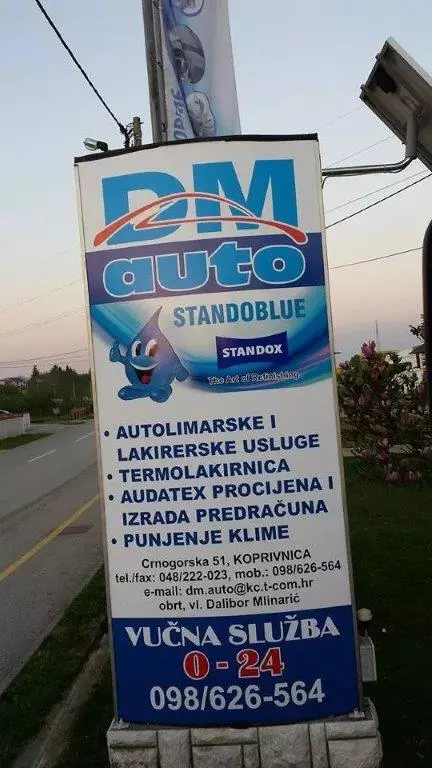 DM
auto
STANDOBLUE
STANDOX
The Art of Refinishing.
• AUTOLIMARSKE I
LAKIRERSKE USLUGE
• TERMOLAKIRNICA
• AUDATEX PROCIJENA I
IZRADA PREDRAČUNA
• PUNJENJE KLIME
Crnogorska 51, KOPRIVNICA
tel./fax: 048/222-023, mob.: 098/626-564
e-mail: dm.auto@kc.t-com.hr
obrt, vl. Dalibor Mlinarić
VUČNA SLUŽBA
0 - 24
098/626-564